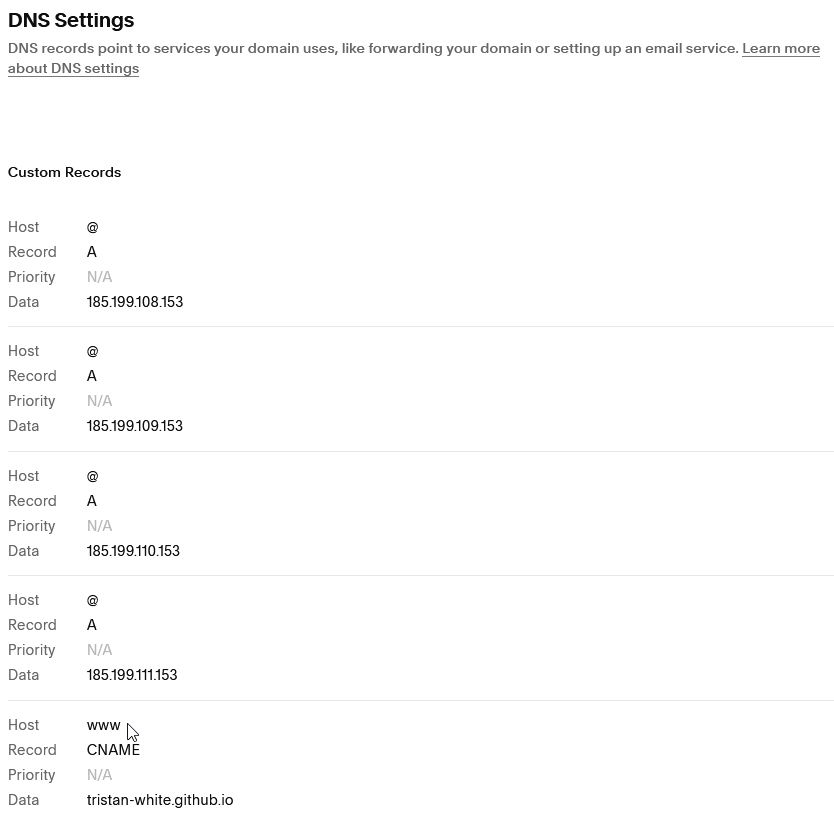 DNS Settings
DNS records point to services your domain uses, like forwarding your domain or setting up an email service. Learn more
about DNS settings
Custom Records
Host @
Record A
Priority N/A
Data 185.199.108.153
Host @
Record A
Priority N/A
Data 185.199.109.153
Host @
Record A
Priority N/A
Data 185.199.110.153
Host @
Record A
Priority N/A
Data 185.199.111.153
Host www
Record CNAME
Priority N/A
Data tristan-white.github.io